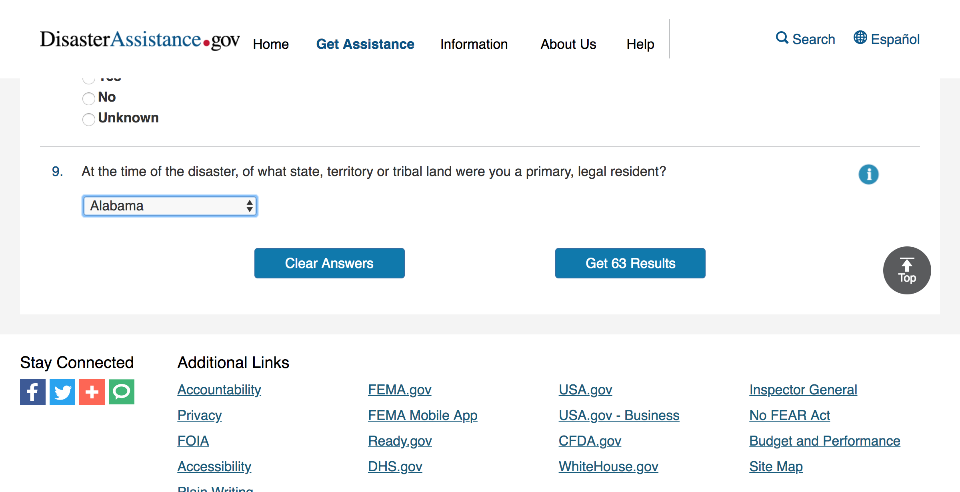 DisasterAssistance.gov Home Get Assistance Information About Us Help Search Español
Yes
No
Unknown
9. At the time of the disaster, of what state, territory or tribal land were you a primary, legal resident?
Alabama
Clear Answers Get 63 Results
Top
Stay Connected Additional Links
Accountability FEMA.gov USA.gov Inspector General
Privacy FEMA Mobile App USA.gov - Business No FEAR Act
FOIA Ready.gov CFDA.gov Budget and Performance
Accessibility DHS.gov WhiteHouse.gov Site Map
Plain Writing